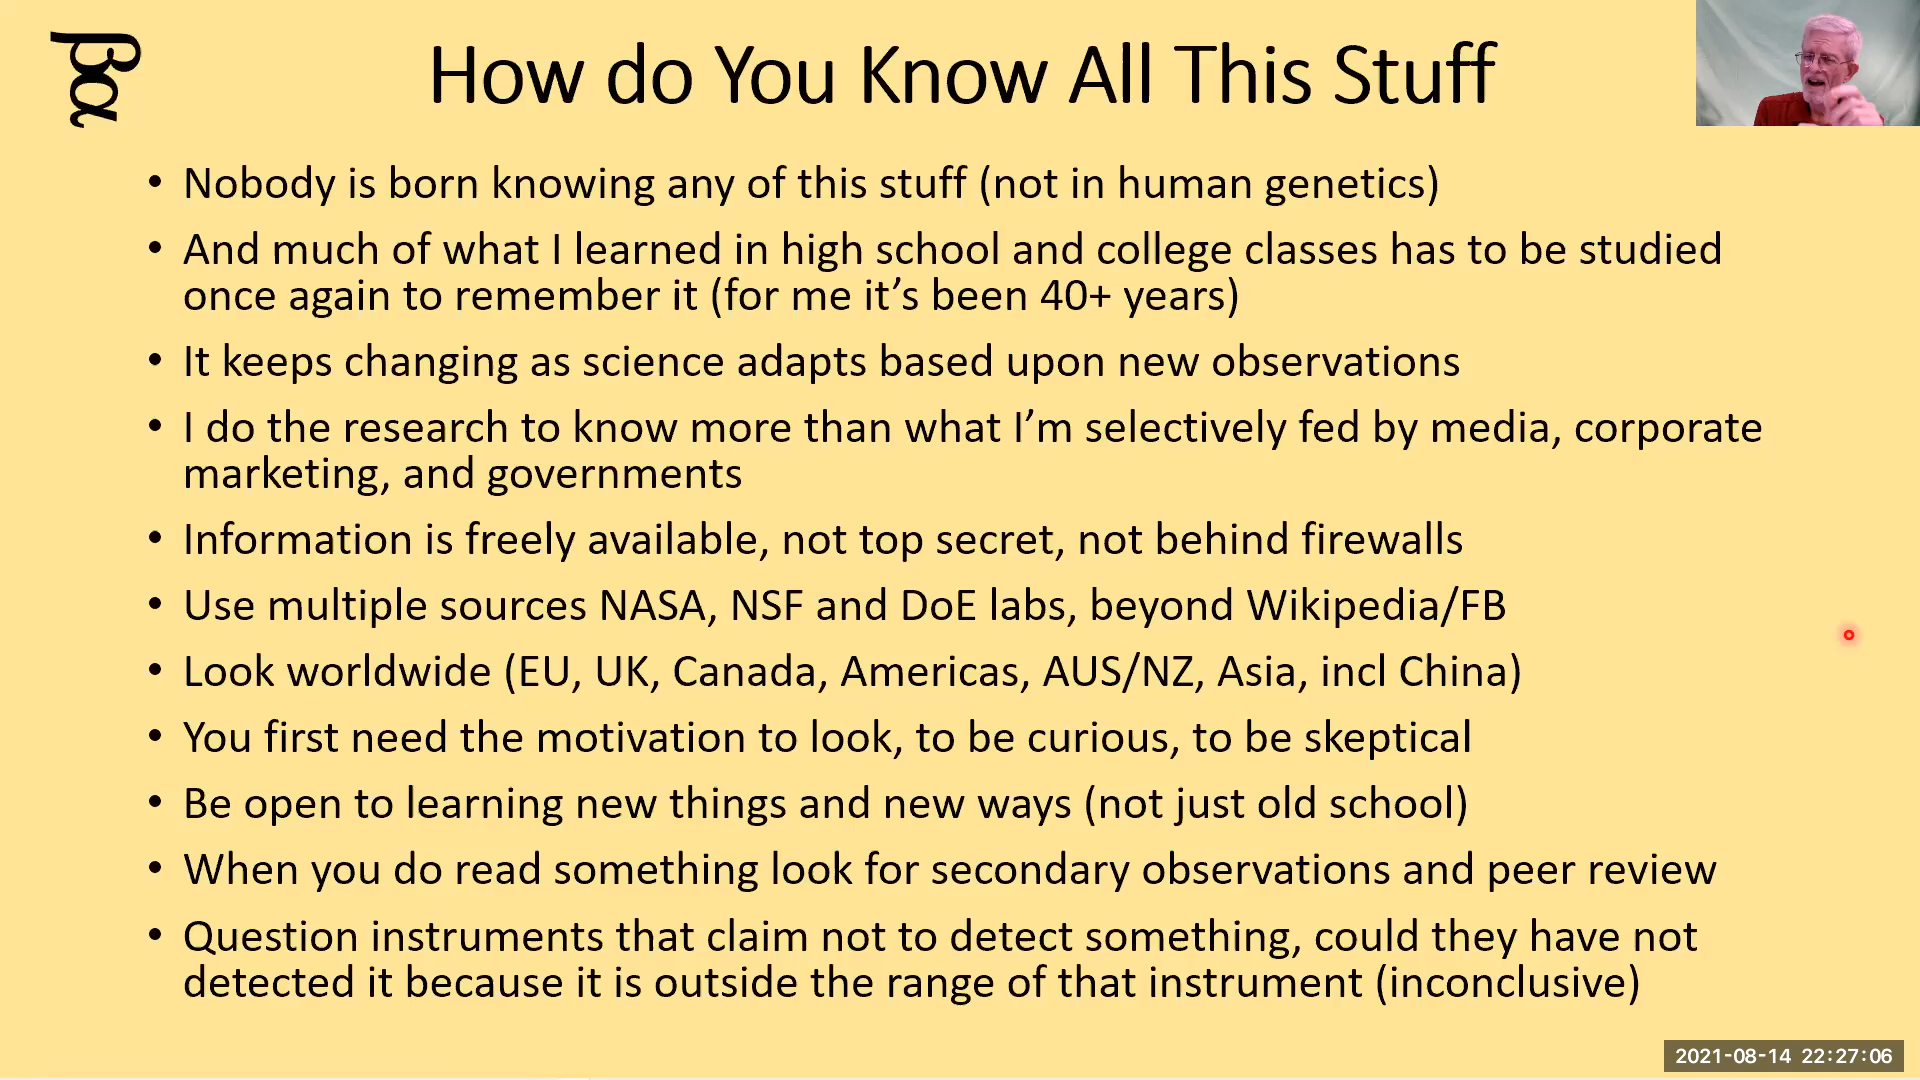 βα
How do You Know All This Stuff
• Nobody is born knowing any of this stuff (not in human genetics)
• And much of what I learned in high school and college classes has to be studied
once again to remember it (for me it’s been 40+ years)
• It keeps changing as science adapts based upon new observations
• I do the research to know more than what I’m selectively fed by media, corporate
marketing, and governments
• Information is freely available, not top secret, not behind firewalls
• Use multiple sources NASA, NSF and DoE labs, beyond Wikipedia/FB
• Look worldwide (EU, UK, Canada, Americas, AUS/NZ, Asia, incl China)
• You first need the motivation to look, to be curious, to be skeptical
• Be open to learning new things and new ways (not just old school)
• When you do read something look for secondary observations and peer review
• Question instruments that claim not to detect something, could they have not
detected it because it is outside the range of that instrument (inconclusive)
2021-08-14 22:27:06